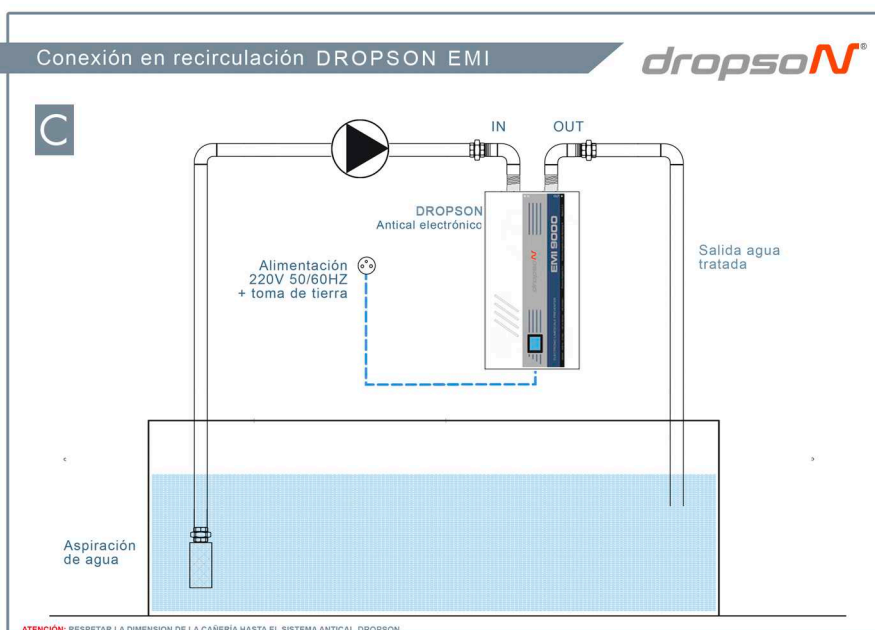 Conexión en recirculación DROPSON EMI
dropsoN®
C
IN OUT
DROPSON
Antical electrónico
Alimentación
220V 50/60HZ
+ toma de tierra
dropsoN
EMI 9000
Salida agua
tratada
Aspiración
de agua
ATENCIÓN: RESPETAR LA DIMENSION DE LA CAÑERÍA HASTA EL SISTEMA ANTICAL DROPSON